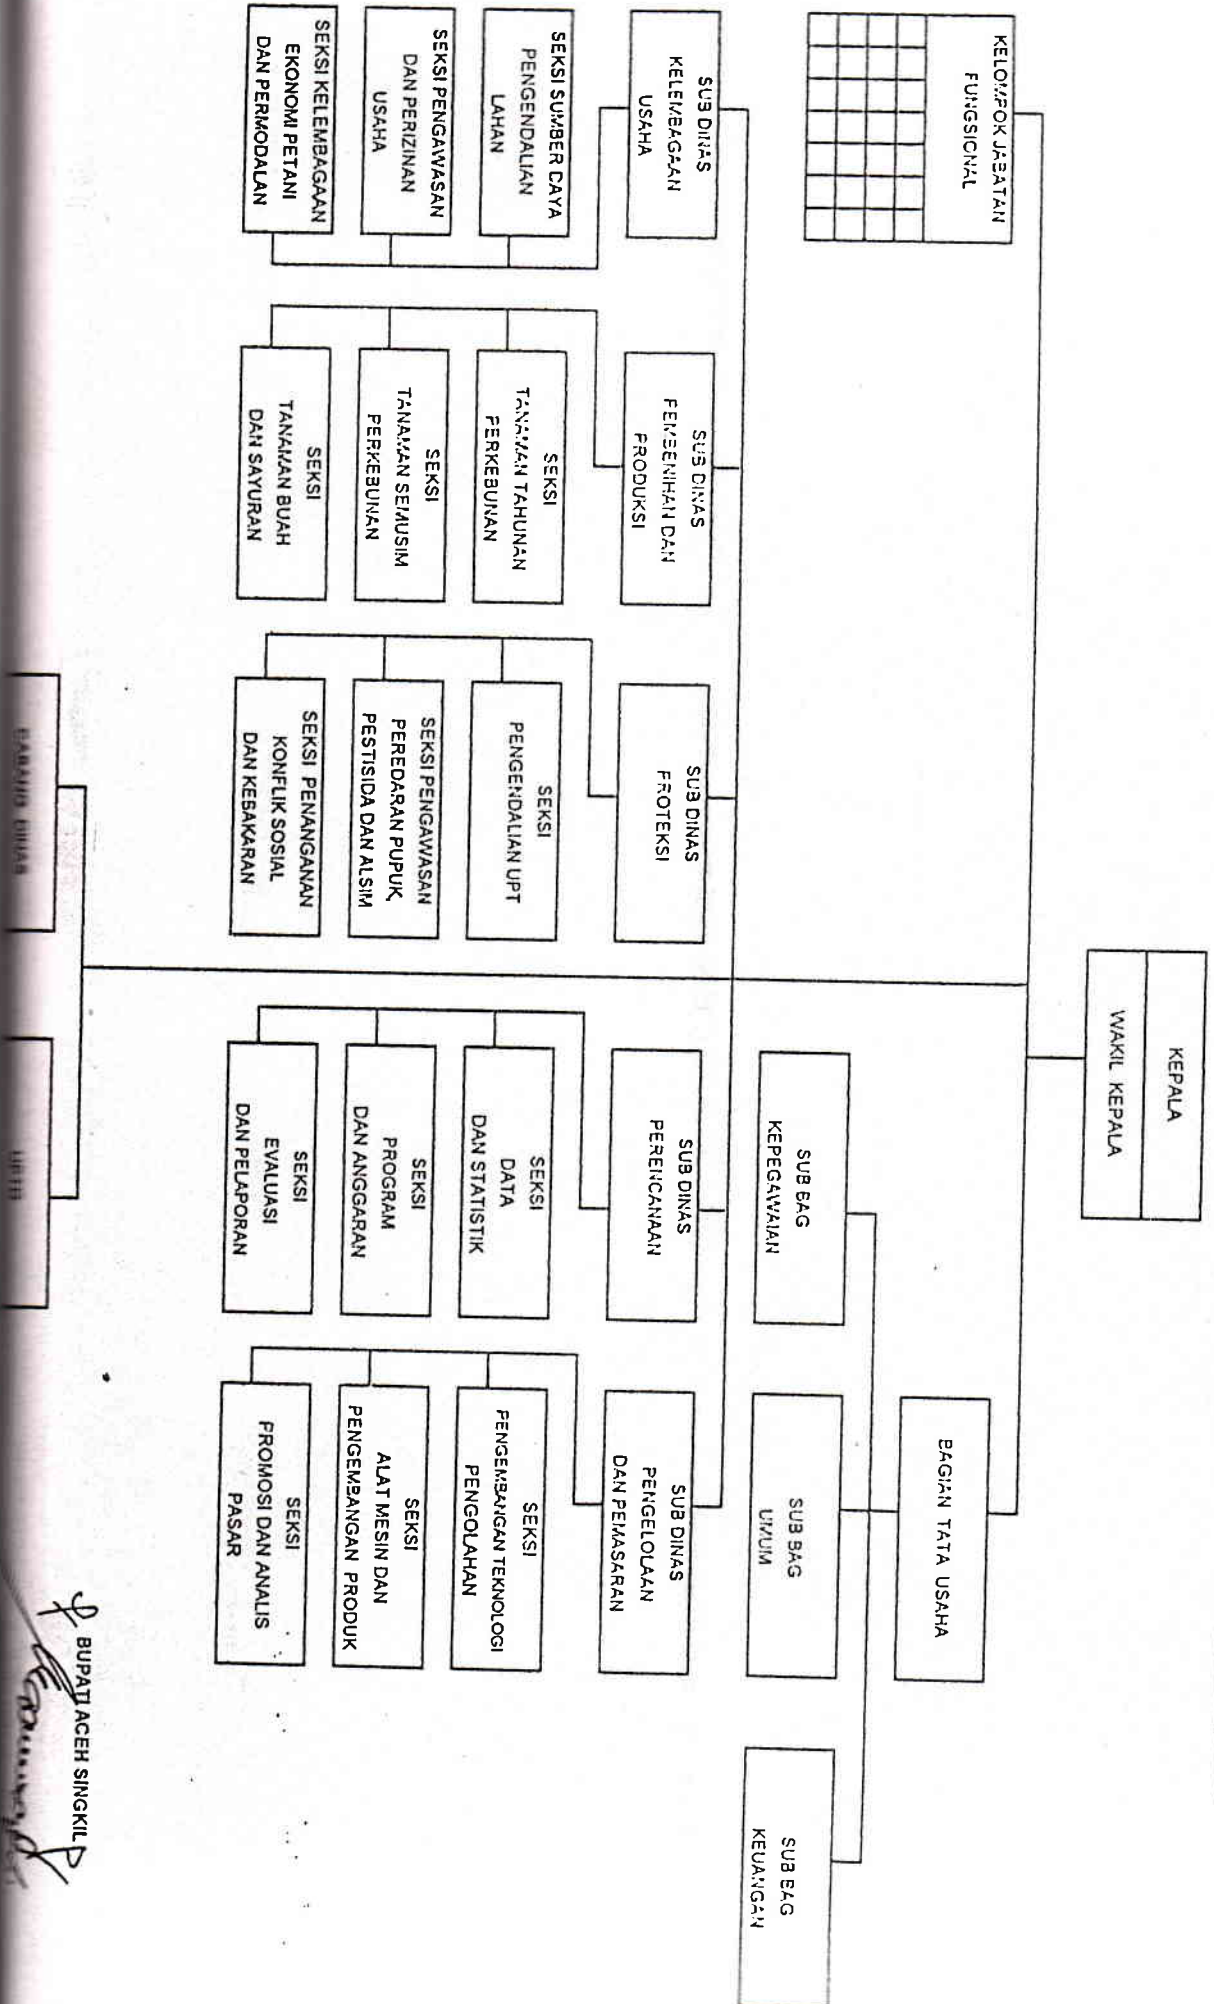 KEPALA
WAKIL KEPALA
KELOMPOK JABATAN
FUNGSIONAL
BAGIAN TATA USAHA
SUB BAG
KEPEGAWAIAN
SUB BAG
UMUM
SUB BAG
KEUANGAN
SUB DINAS
KELEMBAGAAN
USAHA
SUB DINAS
PEMBENIHAN DAN
PRODUKSI
SUB DINAS
PROTEKSI
SUB DINAS
PERENCANAAN
SUB DINAS
PENGELOLAAN
DAN PEMASARAN
SEKSI SUMBER DAYA
PENGENDALIAN
LAHAN
SEKSI
TANAMAN TAHUNAN
PERKEBUNAN
SEKSI
PENGENDALIAN UPT
SEKSI
DATA
DAN STATISTIK
SEKSI
PENGEMBANGAN TEKNOLOGI
PENGOLAHAN
SEKSI PENGAWASAN
DAN PERIZINAN
USAHA
SEKSI
TANAMAN SEMUSIM
PERKEBUNAN
SEKSI PENGAWASAN
PEREDARAN PUPUK,
PESTISIDA DAN ALSIM
SEKSI
PROGRAM
DAN ANGGARAN
SEKSI
ALAT MESIN DAN
PENGEMBANGAN PRODUK
SEKSI KELEMBAGAAN
EKONOMI PETANI
DAN PERMODALAN
SEKSI
TANAMAN BUAH
DAN SAYURAN
SEKSI PENANGANAN
KONFLIK SOSIAL
DAN KEBAKARAN
SEKSI
EVALUASI
DAN PELAPORAN
SEKSI
PROMOSI DAN ANALIS
PASAR
CABANG DINAS
UPTD
BUPATI ACEH SINGKIL